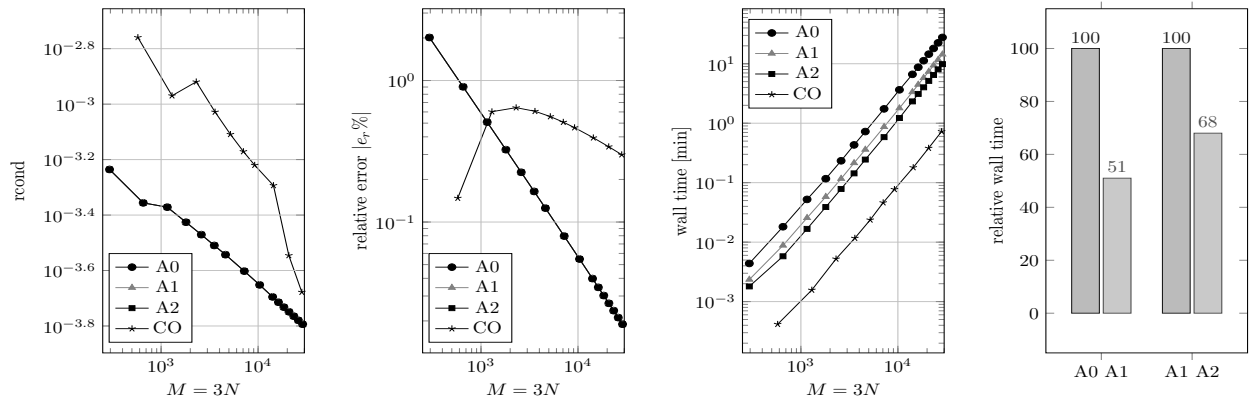 rcond
10^{−2.8}
10^{−3}
10^{−3.2}
10^{−3.4}
10^{−3.6}
10^{−3.8}
A0
A1
A2
CO
10^3
10^4
M = 3N
relative error |e_r%|
10^0
10^{−1}
A0
A1
A2
CO
10^3
10^4
M = 3N
wall time [min]
10^1
10^0
10^{−1}
10^{−2}
10^{−3}
A0
A1
A2
CO
10^3
10^4
M = 3N
relative wall time
100
80
60
40
20
0
100
51
100
68
A0 A1
A1 A2